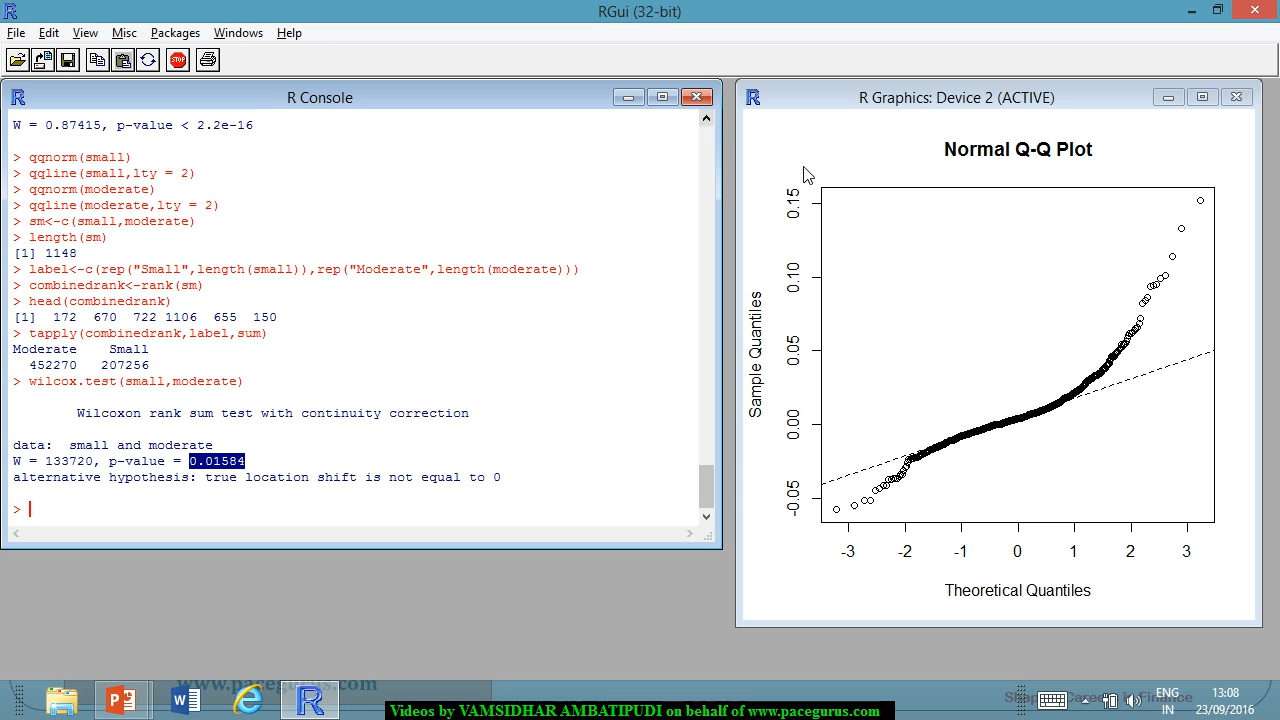 RGui (32-bit)
File Edit View Misc Packages Windows Help
STOP
R Console
W = 0.87415, p-value < 2.2e-16
> qqnorm(small)
> qqline(small,lty = 2)
> qqnorm(moderate)
> qqline(moderate,lty = 2)
> sm<-c(small,moderate)
> length(sm)
[1] 1148
> label<-c(rep("Small",length(small)),rep("Moderate",length(moderate)))
> combinedrank<-rank(sm)
> head(combinedrank)
[1]  172  670  722 1106  655  150
> tapply(combinedrank,label,sum)
Moderate    Small
  452270   207256
> wilcox.test(small,moderate)
        Wilcoxon rank sum test with continuity correction
data:  small and moderate
W = 133720, p-value = 0.01584
alternative hypothesis: true location shift is not equal to 0
>
R Graphics: Device 2 (ACTIVE)
Normal Q-Q Plot
Sample Quantiles
0.15
0.10
0.05
0.00
-0.05
-3 -2 -1 0 1 2 3
Theoretical Quantiles
www.pacegurus.com
in Finance
ENG
IN
13:08
23/09/2016
Videos by VAMSIDHAR AMBATIPUDI on behalf of www.pacegurus.com